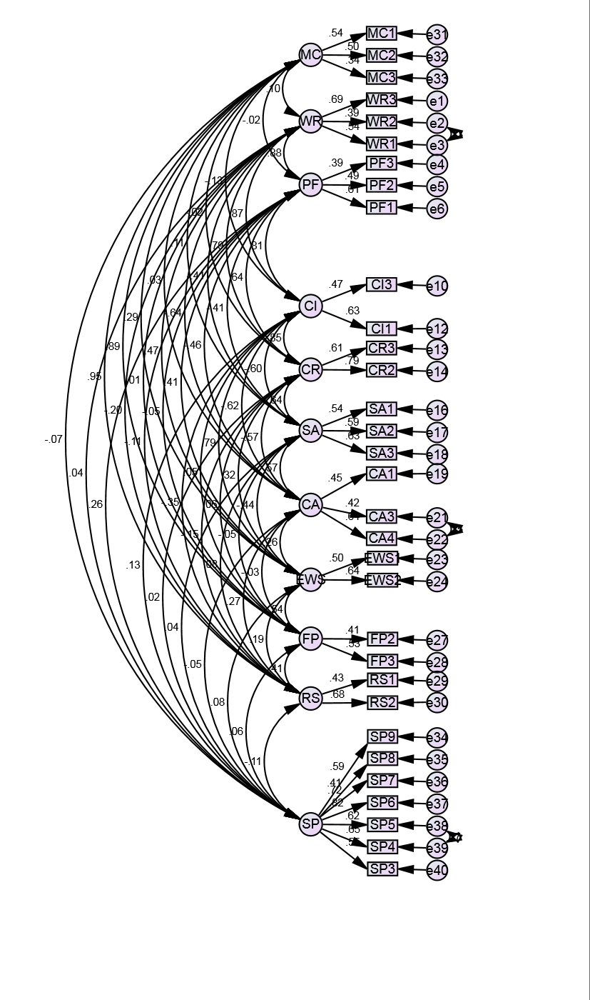 .54 MC1 e31
.50 MC2 e32
MC
.34 MC3 e33
.10
.69 WR3 e1
.39 WR2 e2
-.02 WR
.54 WR1 e3
.88
.39 PF3 e4
.49 PF2 e5
-.13 PF
.61 PF1 e6
-.02 .87
.11 .79 .81
.03 .41 .64
.47 CI3 e10
CI
.29 -.64 .41
.63 CI1 e12
.85
.89 .47 -.46
.61 CR3 e13
.79 CR2 e14
CR
.95 .01 .41 -.60
.64
-.20 -.05 -.62
.54 SA1 e16
.59 SA2 e17
SA
-.07 -.11 .79 -.57
.63 SA3 e18
.57
.04 .05 .32
.45 CA1 e19
.26 -.35 .06 -.44
CA
.42 CA3 e21
-.15 -.05 .26
CA4 e22
.50 EWS1 e23
.13 .08 -.03
.64 EWS2 e24
EWS
.02 .27 .54
.04 .19
.41 FP2 e27
FP
.53 FP3 e28
-.05 .41
.43 RS1 e29
RS
.68 RS2 e30
.08
.06
SP9 e34
-.11
.59 SP8 e35
.41 SP7 e36
.72
.82 SP6 e37
.62 SP5 e38
SP
.65 SP4 e39
SP3 e40